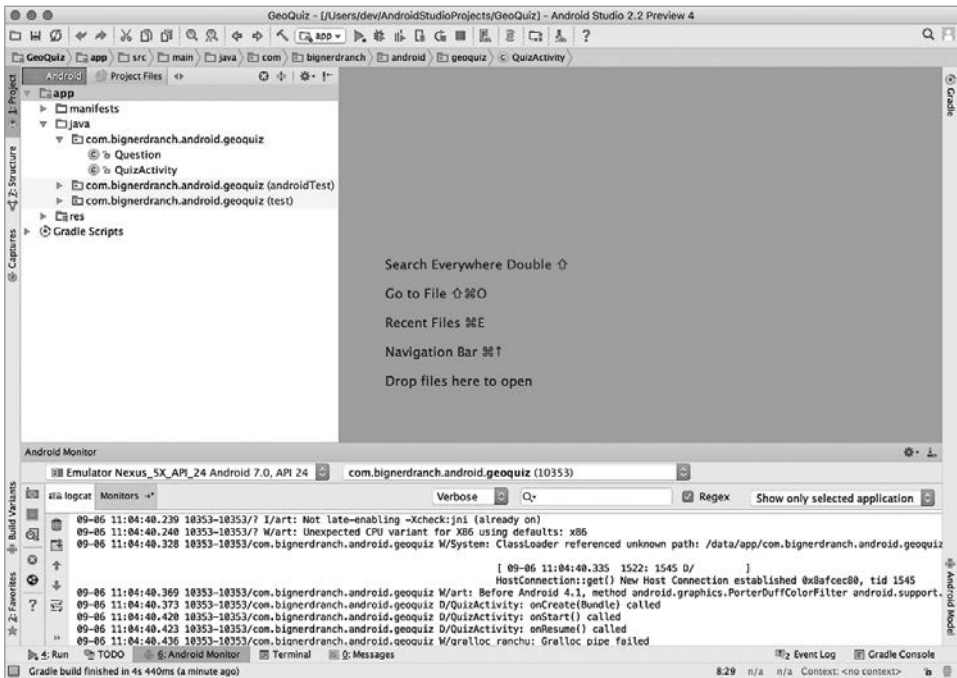 GeoQuiz - [/Users/dev/AndroidStudioProjects/GeoQuiz] - Android Studio 2.2 Preview 4
app
?
GeoQuiz app src main java com bignerdranch android geoquiz C QuizActivity
1: Project
Android Project Files
Gradle
app
manifests
java
com.bignerdranch.android.geoquiz
C Question
C QuizActivity
com.bignerdranch.android.geoquiz (androidTest)
com.bignerdranch.android.geoquiz (test)
res
Gradle Scripts
Z: Structure
Captures
Search Everywhere Double ⇧
Go to File ⇧⌘O
Recent Files ⌘E
Navigation Bar ⌘↑
Drop files here to open
Android Monitor
Emulator Nexus_5X_API_24 Android 7.0, API 24 com.bignerdranch.android.geoquiz (10353)
logcat Monitors Verbose Regex Show only selected application
Build Variants
2: Favorites
Android Model
09-06 11:04:40.239 10353-10353/? I/art: Not late-enabling -Xcheck:jni (already on)
09-06 11:04:40.240 10353-10353/? W/art: Unexpected CPU variant for X86 using defaults: x86
09-06 11:04:40.328 10353-10353/com.bignerdranch.android.geoquiz W/System: ClassLoader referenced unknown path: /data/app/com.bignerdranch.android.geoquiz
[ 09-06 11:04:40.335 1522: 1545 D/ ]
HostConnection::get() New Host Connection established 0x8afcec80, tid 1545
09-06 11:04:40.369 10353-10353/com.bignerdranch.android.geoquiz W/art: Before Android 4.1, method android.graphics.PorterDuffColorFilter android.support.
09-06 11:04:40.373 10353-10353/com.bignerdranch.android.geoquiz D/QuizActivity: onCreate(Bundle) called
09-06 11:04:40.420 10353-10353/com.bignerdranch.android.geoquiz D/QuizActivity: onStart() called
09-06 11:04:40.423 10353-10353/com.bignerdranch.android.geoquiz D/QuizActivity: onResume() called
09-06 11:04:40.436 10353-10353/com.bignerdranch.android.geoquiz W/gralloc_ranchu: Gralloc pipe failed
?
»
4: Run TODO 6: Android Monitor Terminal 0: Messages 2 Event Log Gradle Console
Gradle build finished in 4s 440ms (a minute ago) 8:29 n/a n/a Context: <no context>